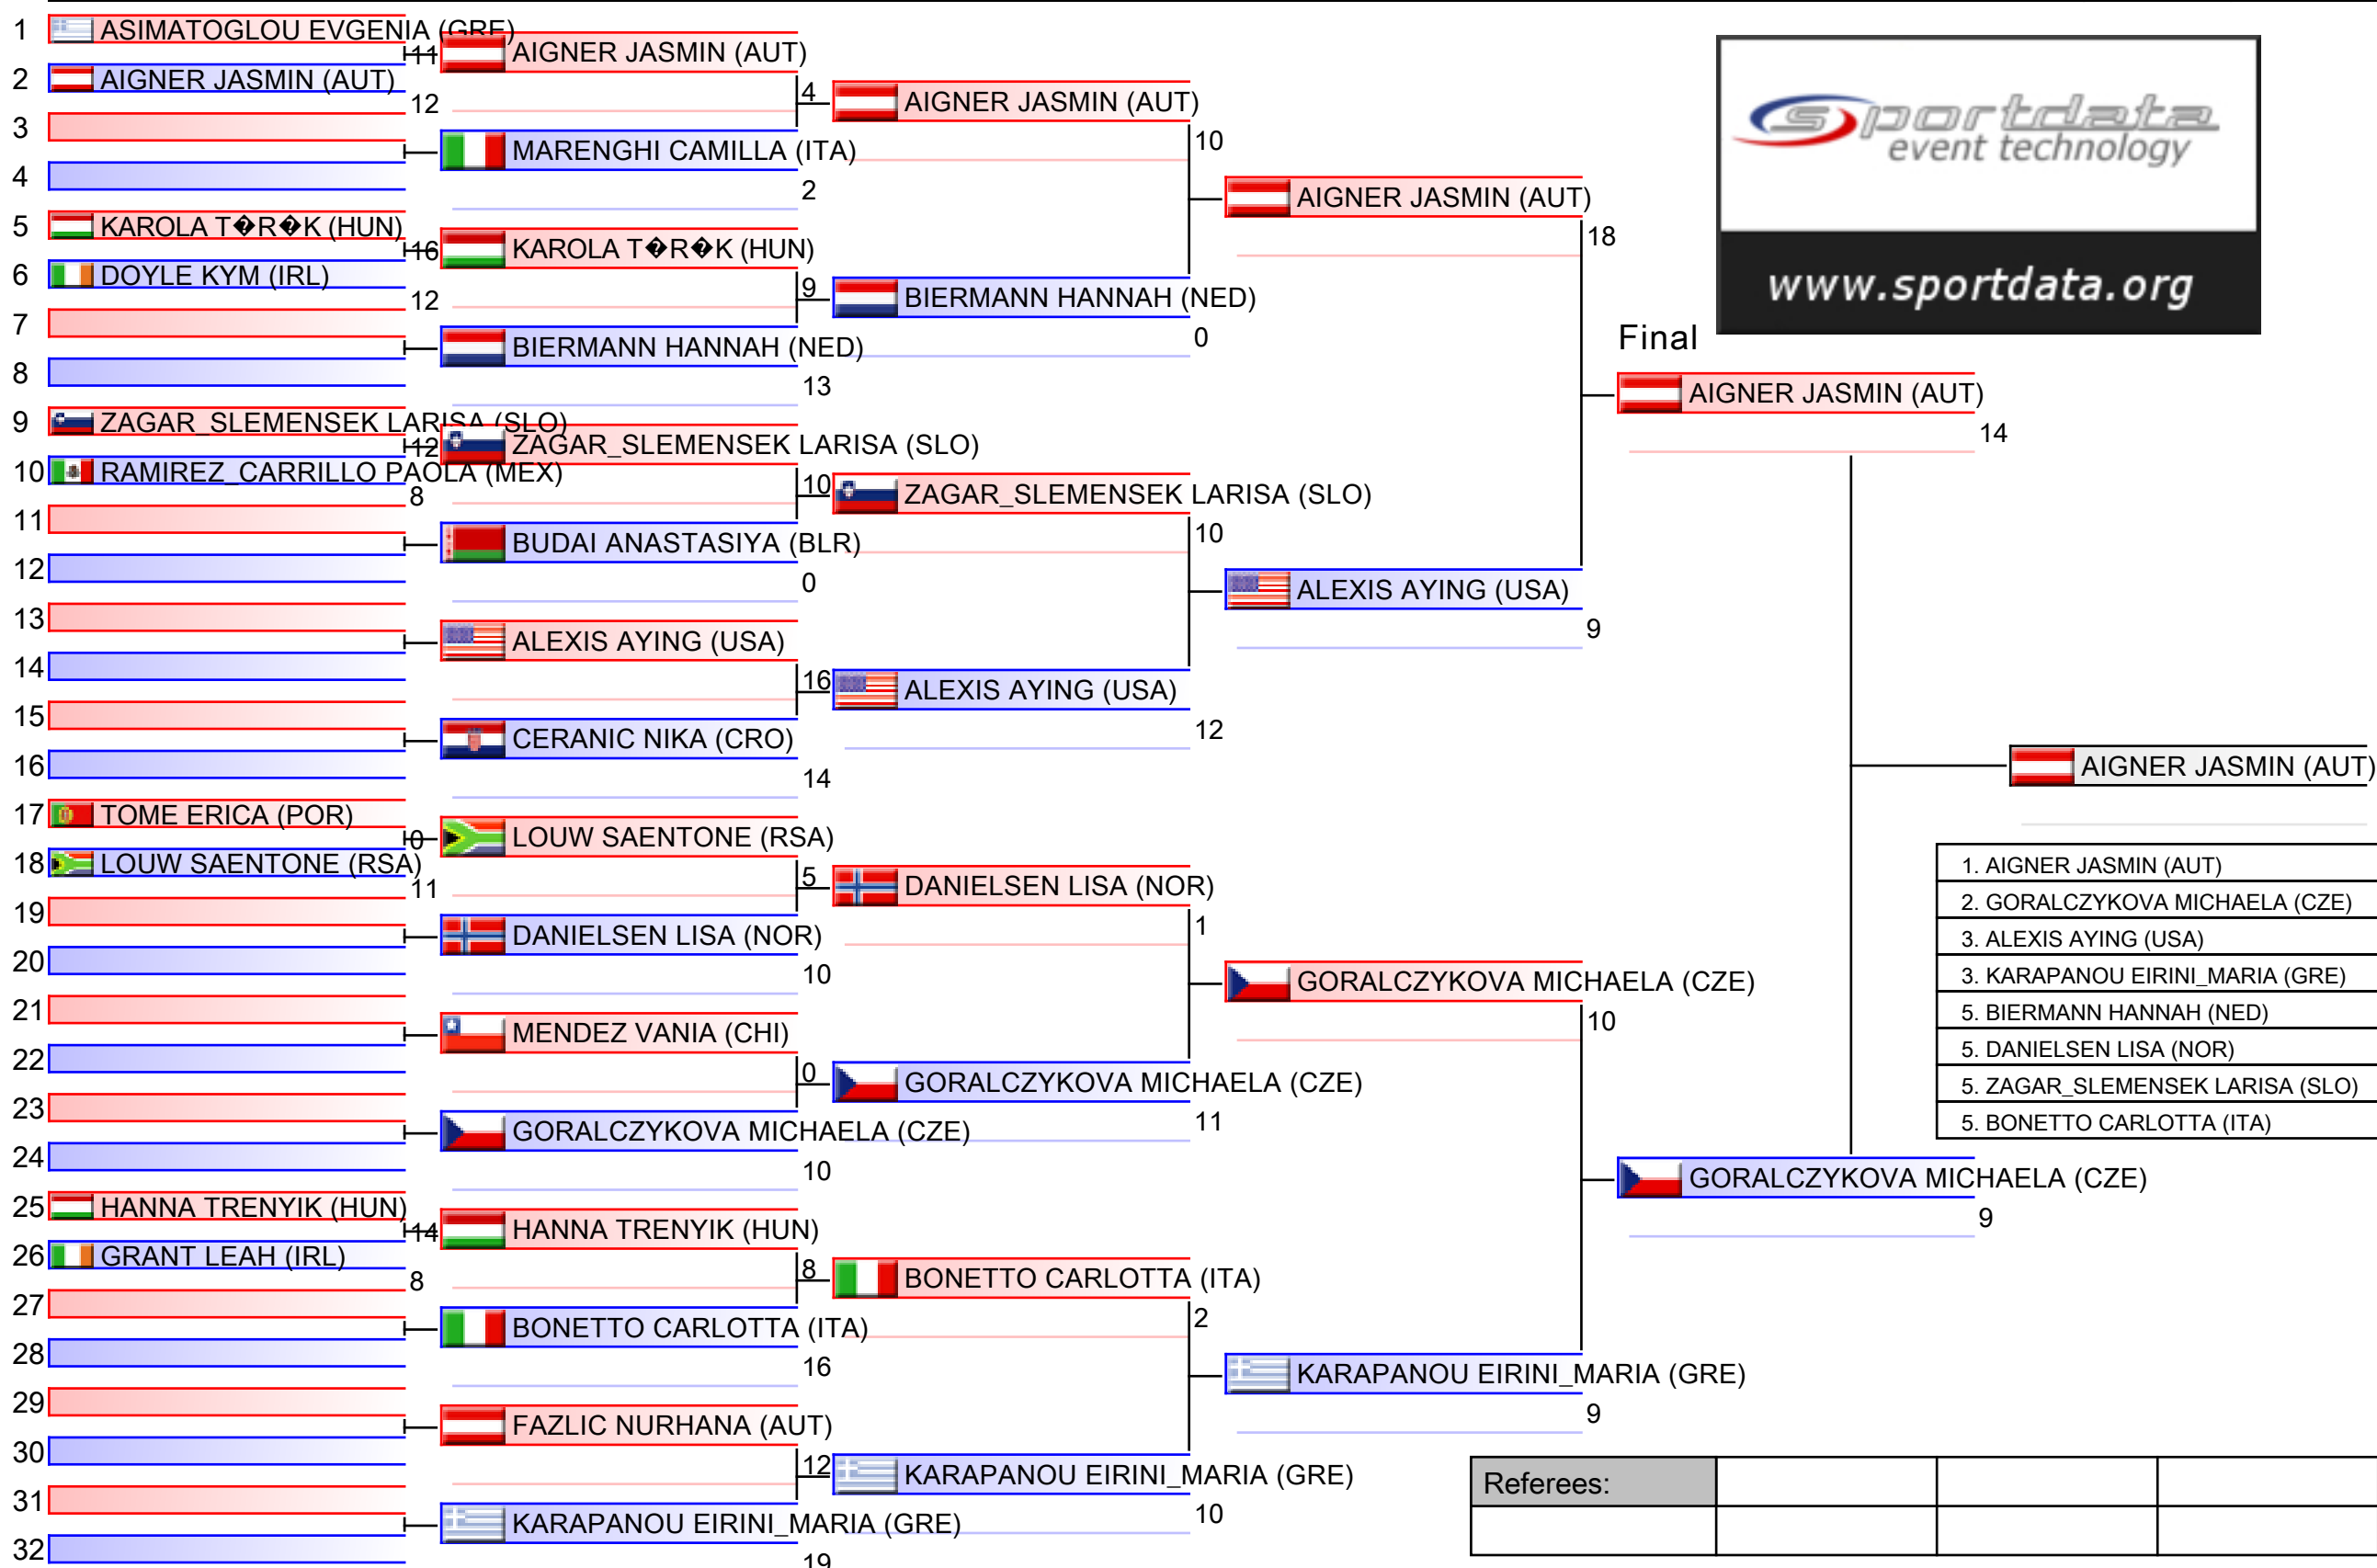 1 ASIMATOGLOU EVGENIA (GRE)
11
2 AIGNER JASMIN (AUT)
12
3
4
5 KAROLA T�R�K (HUN)
16
6 DOYLE KYM (IRL)
12
7
8
9 ZAGAR_SLEMENSEK LARISA (SLO)
12
10 RAMIREZ_CARRILLO PAOLA (MEX)
8
11
12
13
14
15
16
17 TOME ERICA (POR)
0
18 LOUW SAENTONE (RSA)
11
19
20
21
22
23
24
25 HANNA TRENYIK (HUN)
14
26 GRANT LEAH (IRL)
8
27
28
29
30
31
32
AIGNER JASMIN (AUT)
4
MARENGHI CAMILLA (ITA)
2
KAROLA T�R�K (HUN)
9
BIERMANN HANNAH (NED)
13
ZAGAR_SLEMENSEK LARISA (SLO)
10
BUDAI ANASTASIYA (BLR)
0
ALEXIS AYING (USA)
16
CERANIC NIKA (CRO)
14
LOUW SAENTONE (RSA)
5
DANIELSEN LISA (NOR)
10
MENDEZ VANIA (CHI)
0
GORALCZYKOVA MICHAELA (CZE)
10
HANNA TRENYIK (HUN)
8
BONETTO CARLOTTA (ITA)
16
FAZLIC NURHANA (AUT)
12
KARAPANOU EIRINI_MARIA (GRE)
19
AIGNER JASMIN (AUT)
10
BIERMANN HANNAH (NED)
0
ZAGAR_SLEMENSEK LARISA (SLO)
10
ALEXIS AYING (USA)
12
DANIELSEN LISA (NOR)
1
GORALCZYKOVA MICHAELA (CZE)
11
BONETTO CARLOTTA (ITA)
2
KARAPANOU EIRINI_MARIA (GRE)
10
AIGNER JASMIN (AUT)
18
ALEXIS AYING (USA)
9
GORALCZYKOVA MICHAELA (CZE)
10
KARAPANOU EIRINI_MARIA (GRE)
9
sportdata
event technology
www.sportdata.org
Final
AIGNER JASMIN (AUT)
14
GORALCZYKOVA MICHAELA (CZE)
9
AIGNER JASMIN (AUT)
1. AIGNER JASMIN (AUT)
2. GORALCZYKOVA MICHAELA (CZE)
3. ALEXIS AYING (USA)
3. KARAPANOU EIRINI_MARIA (GRE)
5. BIERMANN HANNAH (NED)
5. DANIELSEN LISA (NOR)
5. ZAGAR_SLEMENSEK LARISA (SLO)
5. BONETTO CARLOTTA (ITA)
Referees: